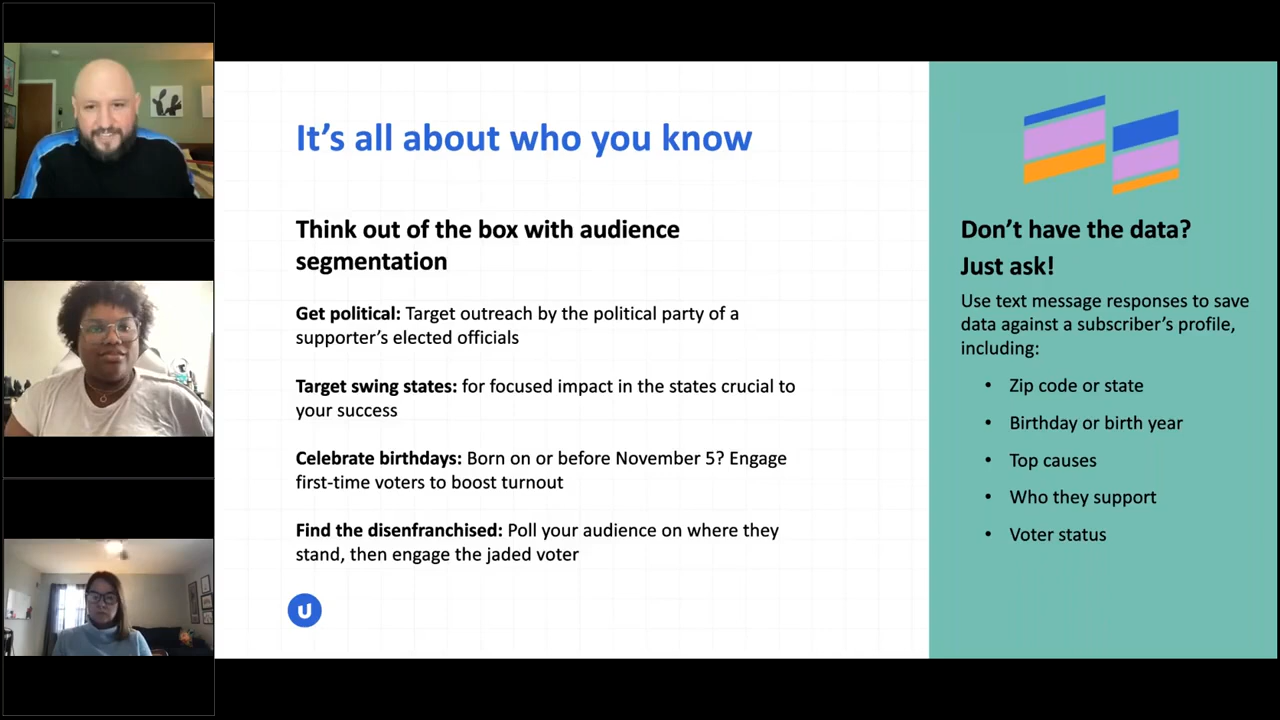 It's all about who you know
Think out of the box with audience
segmentation
Get political: Target outreach by the political party of a
supporter's elected officials
Target swing states: for focused impact in the states crucial to
your success
Celebrate birthdays: Born on or before November 5? Engage
first-time voters to boost turnout
Find the disenfranchised: Poll your audience on where they
stand, then engage the jaded voter
U
Don't have the data?
Just ask!
Use text message responses to save
data against a subscriber's profile,
including:
• Zip code or state
• Birthday or birth year
• Top causes
• Who they support
• Voter status